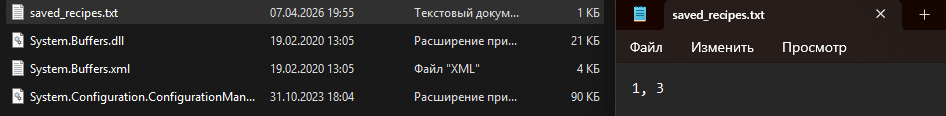 saved_recipes.txt 07.04.2026 19:55 Текстовый докум... 1 КБ
System.Buffers.dll 19.02.2020 13:05 Расширение при... 21 КБ
System.Buffers.xml 19.02.2020 13:05 Файл "XML" 4 КБ
System.Configuration.ConfigurationMan... 31.10.2023 18:04 Расширение при... 90 КБ
saved_recipes.txt
Файл Изменить Просмотр
1, 3